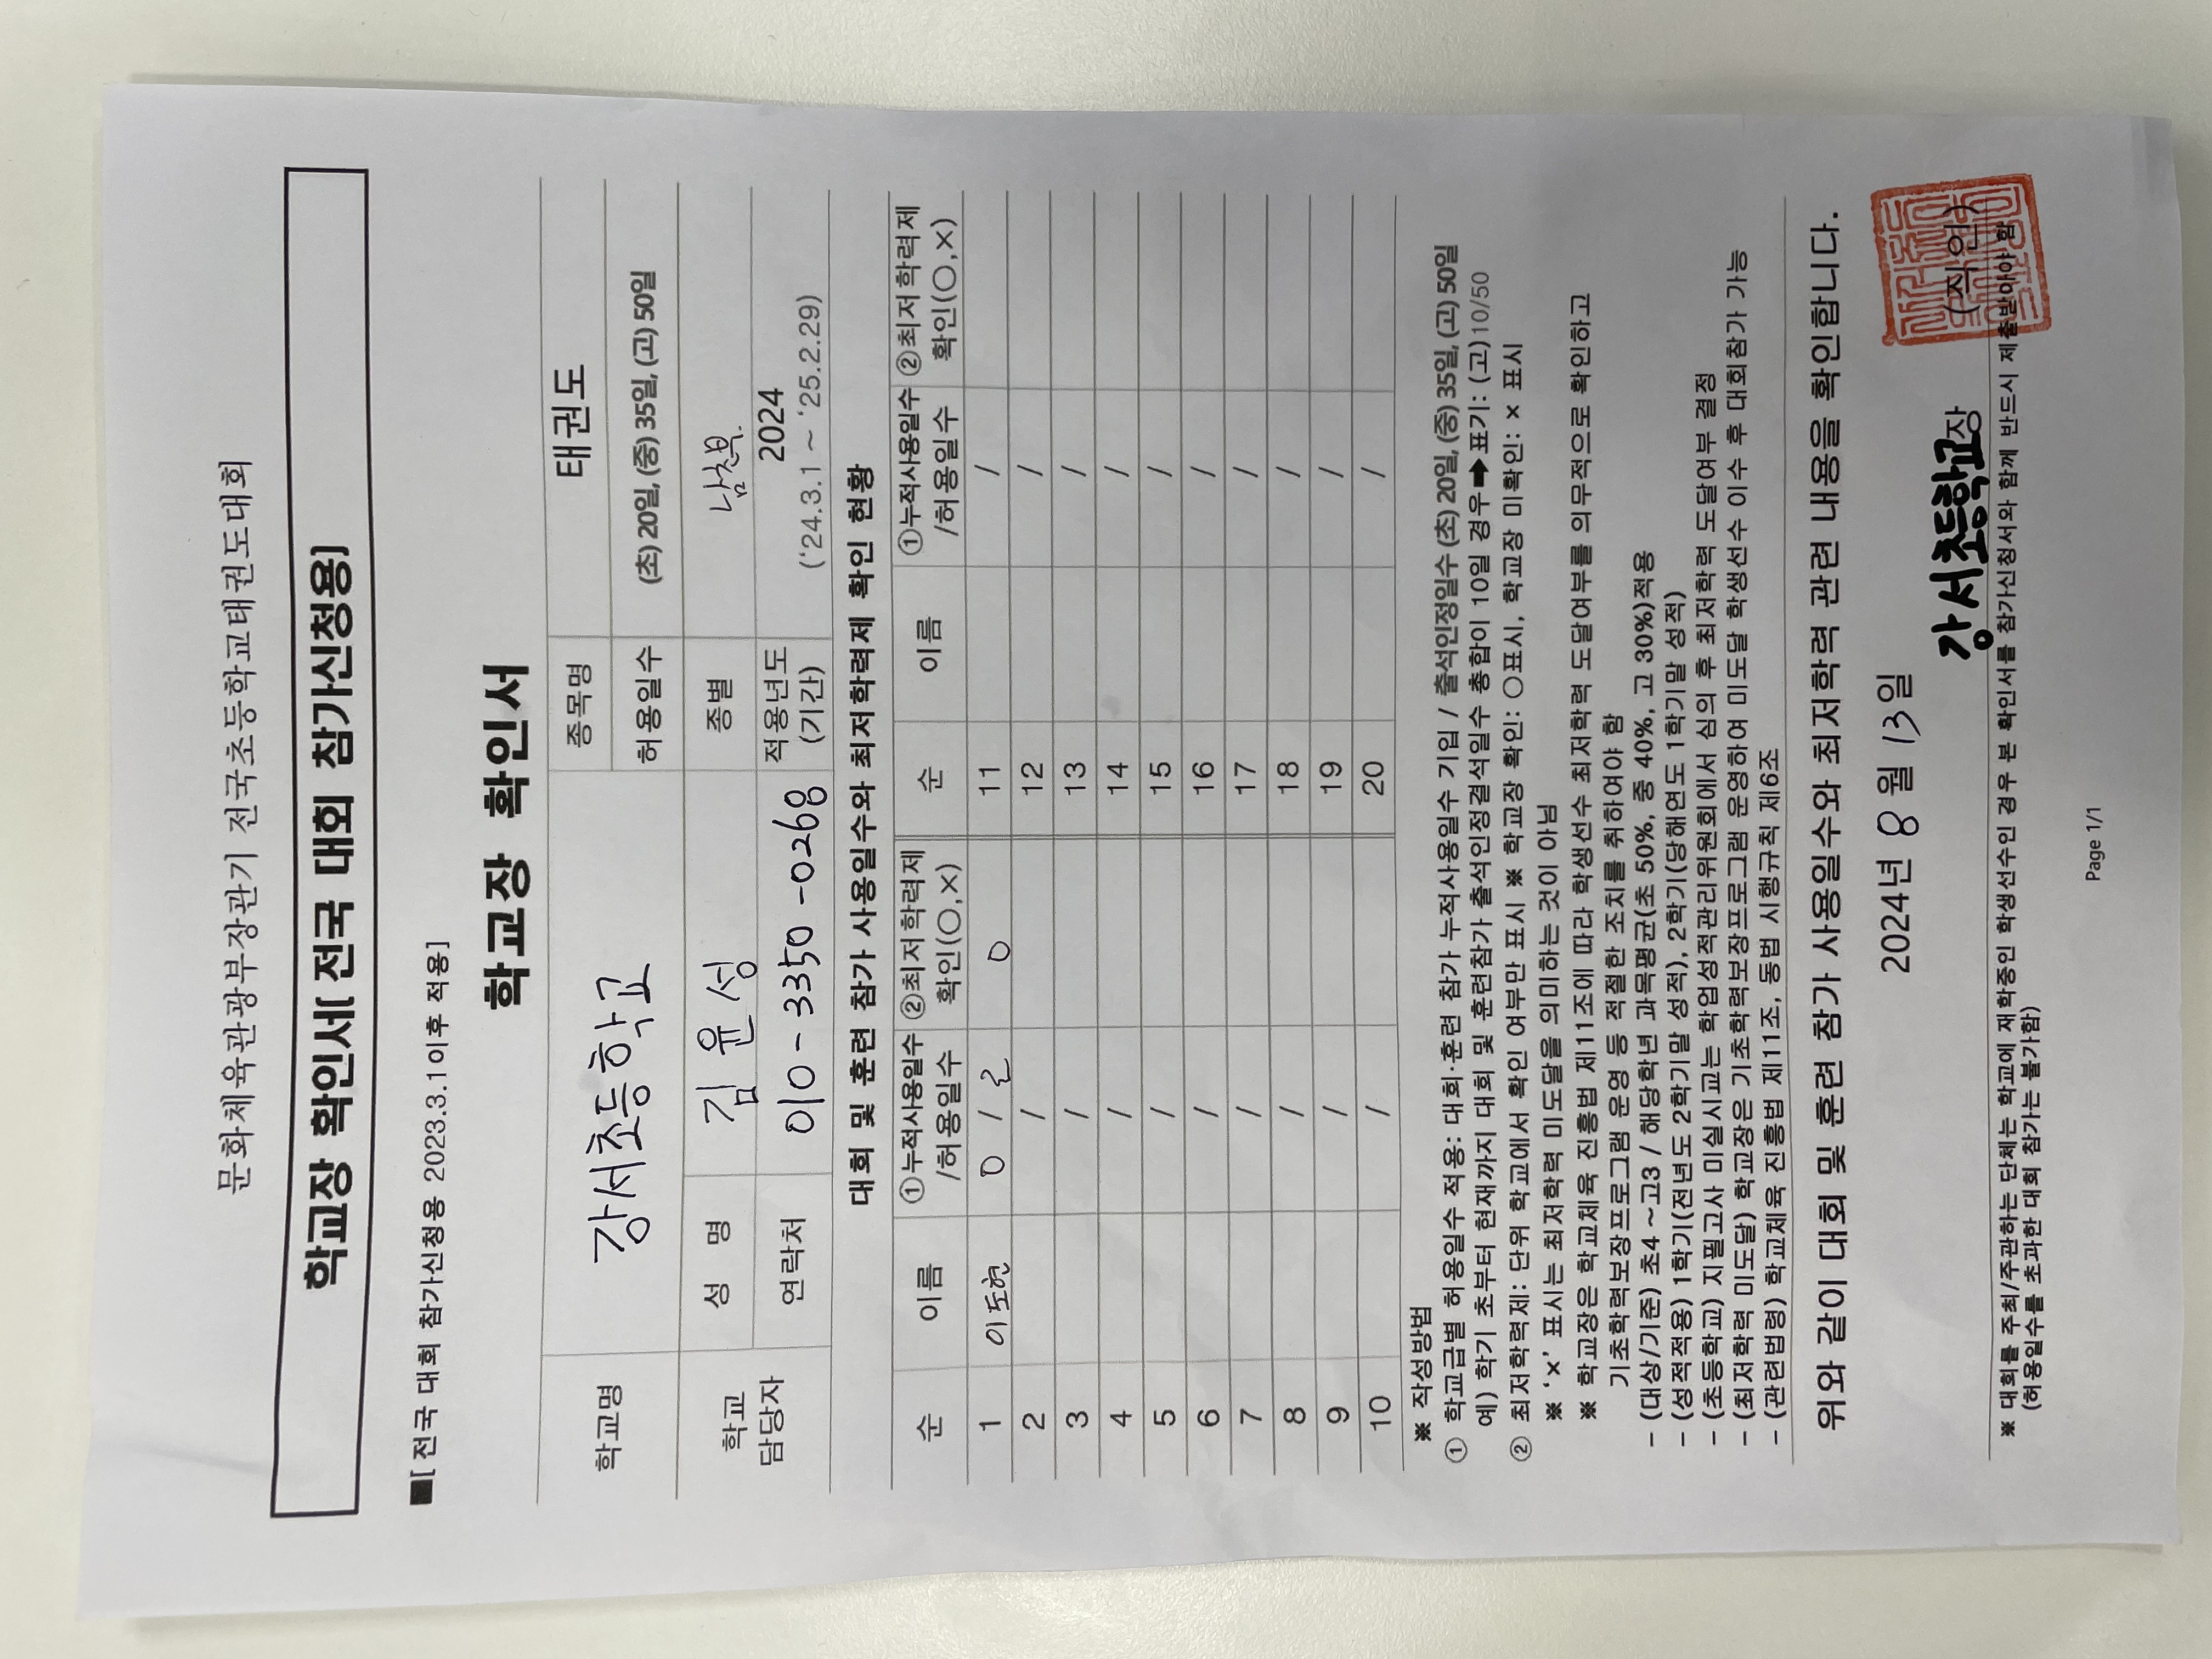 문화체육관광부장관기 전국초등학교태권도대회
학교장 확인서[전국 대회 참가신청용]
■[전국 대회 참가신청용 2023.3.1이후 적용]
학교장 확인서
학교명 강서초등학교 종목명 태권도
허용일수 (초) 20일, (중) 35일, (고) 50일
학교 담당자 성 명 김윤성 종별 남초부.
연락처 010-3350-0268 적용년도 (기간) 2024 ('24.3.1 ~ '25.2.29)
대회 및 훈련 참가 사용일수와 최저학력제 확인 현황
순 이름 ①누적사용일수 /허용일수 ②최저학력제 확인(○,×) 순 이름 ①누적사용일수 /허용일수 ②최저학력제 확인(○,×)
1 이도현 0 / 2 0 11 /
2 / 12 /
3 / 13 /
4 / 14 /
5 / 15 /
6 / 16 /
7 / 17 /
8 / 18 /
9 / 19 /
10 / 20 /
※ 작성방법
① 학교급별 허용일수 적용: 대회·훈련 참가 누적사용일수 기입 / 출석인정일수 (초) 20일, (중) 35일, (고) 50일
예) 학기 초부터 현재까지 대회 및 훈련참가 출석인정결석일수 총합이 10일 경우 ➡ 표기: (고) 10/50
② 최저학력제: 단위 학교에서 확인 여부만 표시 ※ 학교장 확인: ○표시, 학교장 미확인: × 표시
※ '×' 표시는 최저학력 미도달을 의미하는 것이 아님
※ 학교장은 학교체육 진흥법 제11조에 따라 학생선수 최저학력 도달여부를 의무적으로 확인하고
기초학력보장프로그램 운영 등 적절한 조치를 취하여야 함
- (대상/기준) 초4 ~고3 / 해당학년 과목평균(초 50%, 중 40%, 고 30%)적용
- (성적적용) 1학기(전년도 2학기말 성적), 2학기(당해연도 1학기말 성적)
- (초등학교) 지필고사 미실시교는 학업성적관리위원회에서 심의 후 최저학력 도달여부 결정
- (최저학력 미도달) 학교장은 기초학력보장프로그램 운영하여 미도달 학생선수 이수 후 대회참가 가능
- (관련법령) 학교체육 진흥법 제11조, 동법 시행규칙 제6조
위와 같이 대회 및 훈련 참가 사용일수와 최저학력 관련 내용을 확인합니다.
2024년 8 월 13일
강서초등학교장 (직인)
※ 대회를 주최/주관하는 단체는 학교에 재학중인 학생선수인 경우 본 확인서를 참가신청서와 함께 반드시 제출받아야 함
(허용일수를 초과한 대회 참가는 불가함)
Page 1/1